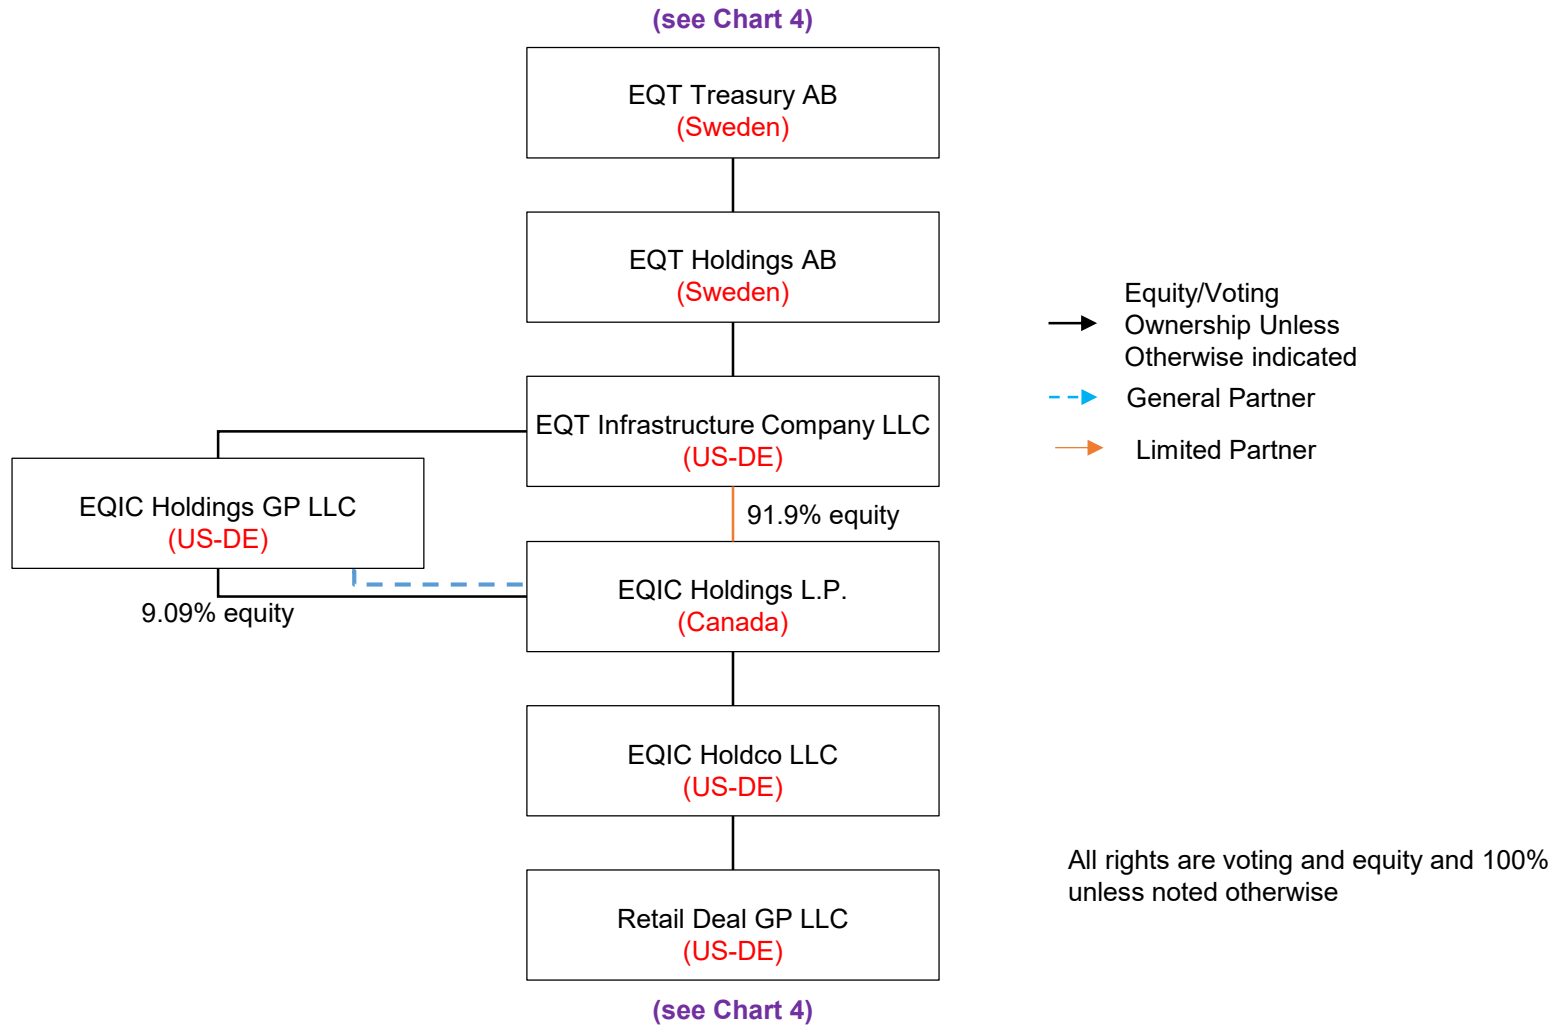 (see Chart 4)
EQT Treasury AB
(Sweden)
EQT Holdings AB
(Sweden)
Equity/Voting
Ownership Unless
Otherwise indicated
General Partner
Limited Partner
EQT Infrastructure Company LLC
(US-DE)
EQIC Holdings GP LLC
(US-DE)
91.9% equity
9.09% equity
EQIC Holdings L.P.
(Canada)
EQIC Holdco LLC
(US-DE)
All rights are voting and equity and 100%
unless noted otherwise
Retail Deal GP LLC
(US-DE)
(see Chart 4)